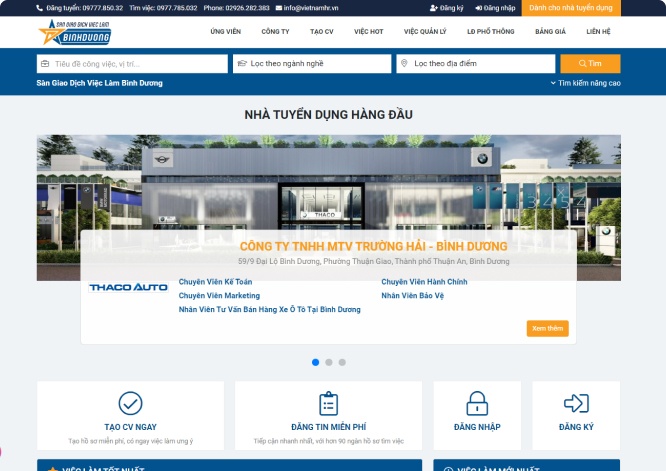 Đăng tuyển: 09777.850.32 Tìm việc: 0977.785.032 Phone: 02926.282.383 info@vietnamhr.vn Đăng ký Đăng nhập Dành cho nhà tuyển dụng
SÀN GIAO DỊCH VIỆC LÀM
BINHDUONG
ỨNG VIÊN CÔNG TY TẠO CV VIỆC HOT VIỆC QUẢN LÝ LĐ PHỔ THÔNG BẢNG GIÁ LIÊN HỆ
Tiêu đề công việc, vị trí... Lọc theo ngành nghề Lọc theo địa điểm Tìm
Sàn Giao Dịch Việc Làm Bình Dương Tìm kiếm nâng cao
NHÀ TUYỂN DỤNG HÀNG ĐẦU
THACO
CÔNG TY TNHH MTV TRƯỜNG HẢI - BÌNH DƯƠNG
59/9 Đại Lộ Bình Dương, Phường Thuận Giao, Thành phố Thuận An, Bình Dương
THACO AUTO
Chuyên Viên Kế Toán Chuyên Viên Hành Chính
Chuyên Viên Marketing Nhân Viên Bảo Vệ
Nhân Viên Tư Vấn Bán Hàng Xe Ô Tô Tại Bình Dương
Xem thêm
TẠO CV NGAY ĐĂNG TIN MIỄN PHÍ ĐĂNG NHẬP ĐĂNG KÝ
Tạo hồ sơ miễn phí, có ngay việc làm ưng ý Tiếp cận nhanh nhất, với hơn 90 ngàn hồ sơ tìm việc
VIỆC LÀM TỐT NHẤT VIỆC LÀM MỚI NHẤT